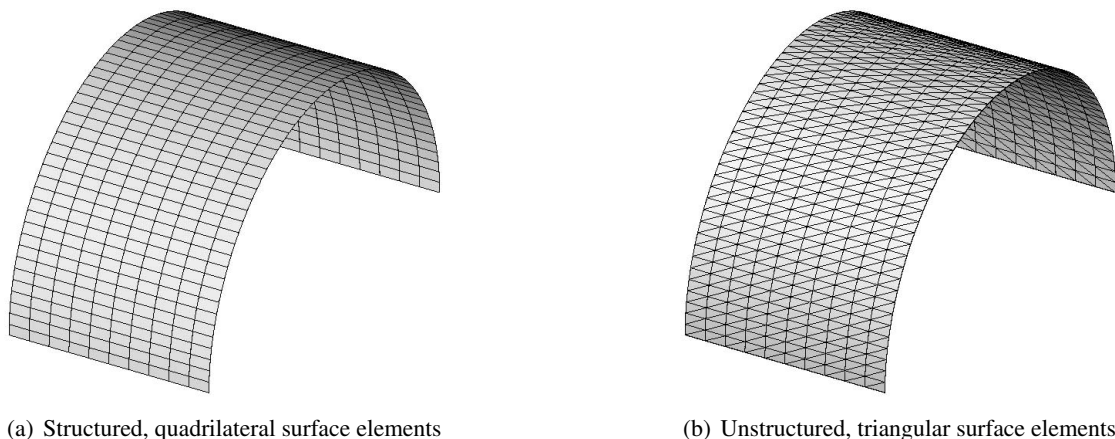 (a) Structured, quadrilateral surface elements
(b) Unstructured, triangular surface elements